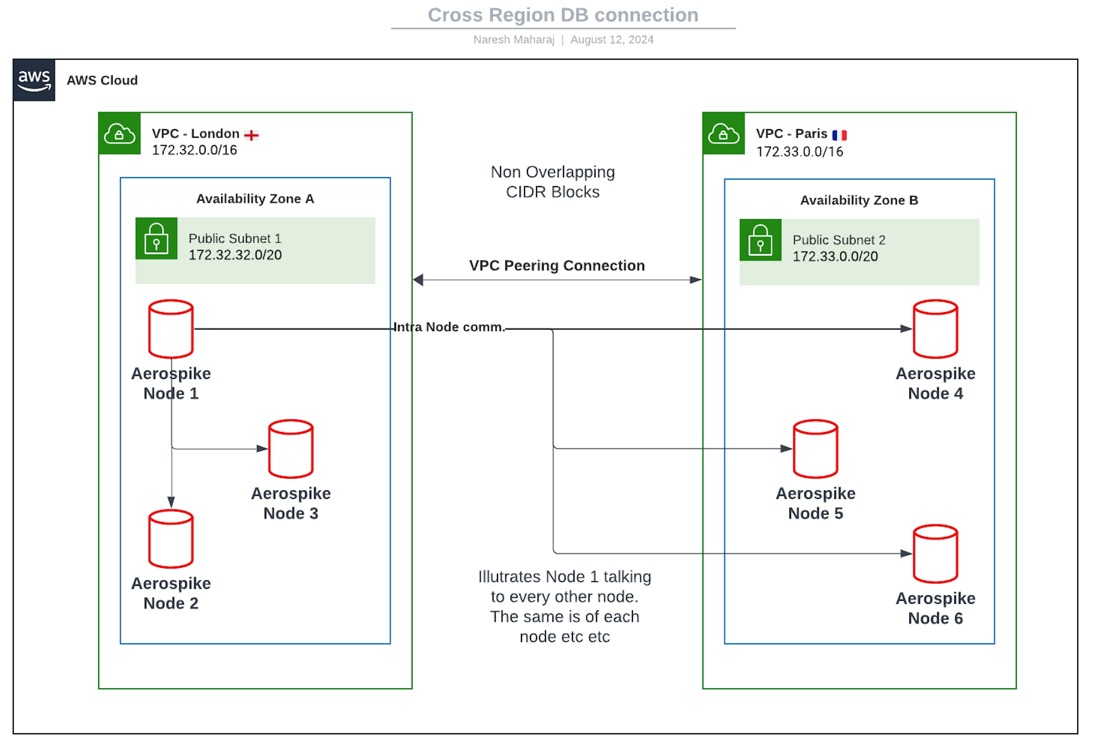 Cross Region DB connection
Naresh Maharaj | August 12, 2024
aws
AWS Cloud
VPC - London
172.32.0.0/16
Availability Zone A
Public Subnet 1
172.32.32.0/20
Non Overlapping
CIDR Blocks
VPC Peering Connection
Intra Node comm.
VPC - Paris
172.33.0.0/16
Availability Zone B
Public Subnet 2
172.33.0.0/20
Aerospike
Node 1
Aerospike
Node 3
Aerospike
Node 2
Aerospike
Node 4
Aerospike
Node 5
Aerospike
Node 6
Illutrates Node 1 talking
to every other node.
The same is of each
node etc etc